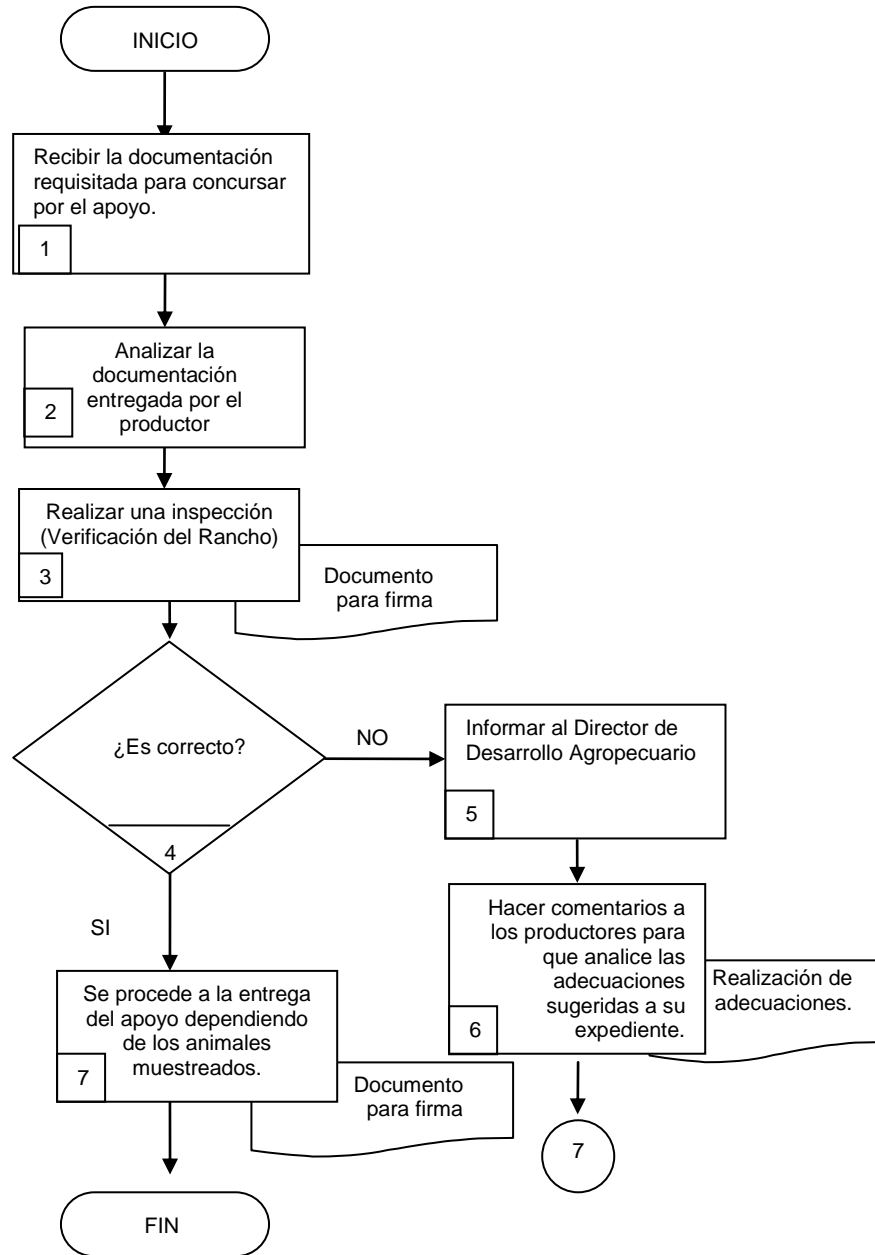 INICIO
Recibir la documentación
requisitada para concursar
por el apoyo.
1
Analizar la
documentación
entregada por el
productor
2
Realizar una inspección
(Verificación del Rancho)
3
Documento
para firma
¿Es correcto?
4
NO
Informar al Director de
Desarrollo Agropecuario
5
Hacer comentarios a
los productores para
que analice las
adecuaciones
sugeridas a su
expediente.
6
Realización de
adecuaciones.
7
SI
Se procede a la entrega
del apoyo dependiendo
de los animales
muestreados.
7
Documento
para firma
FIN